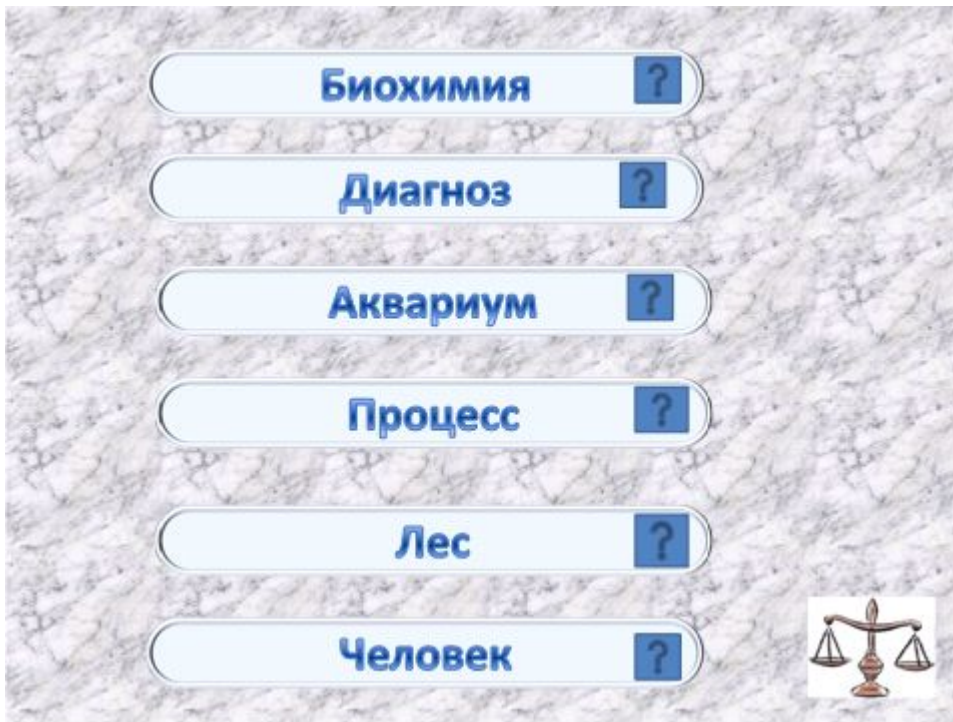 Биохимия ?
Диагноз ?
Аквариум ?
Процесс ?
Лес ?
Человек ?